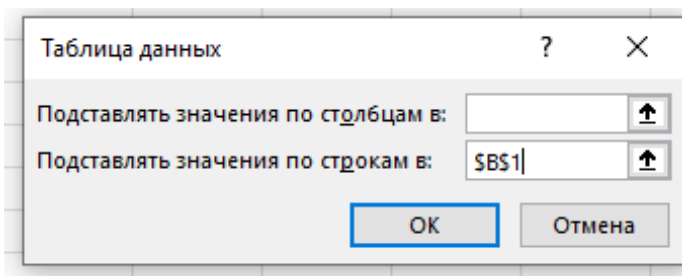 Таблица данных ?
Подставлять значения по столбцам в:
Подставлять значения по строкам в: $B$1
ОК Отмена